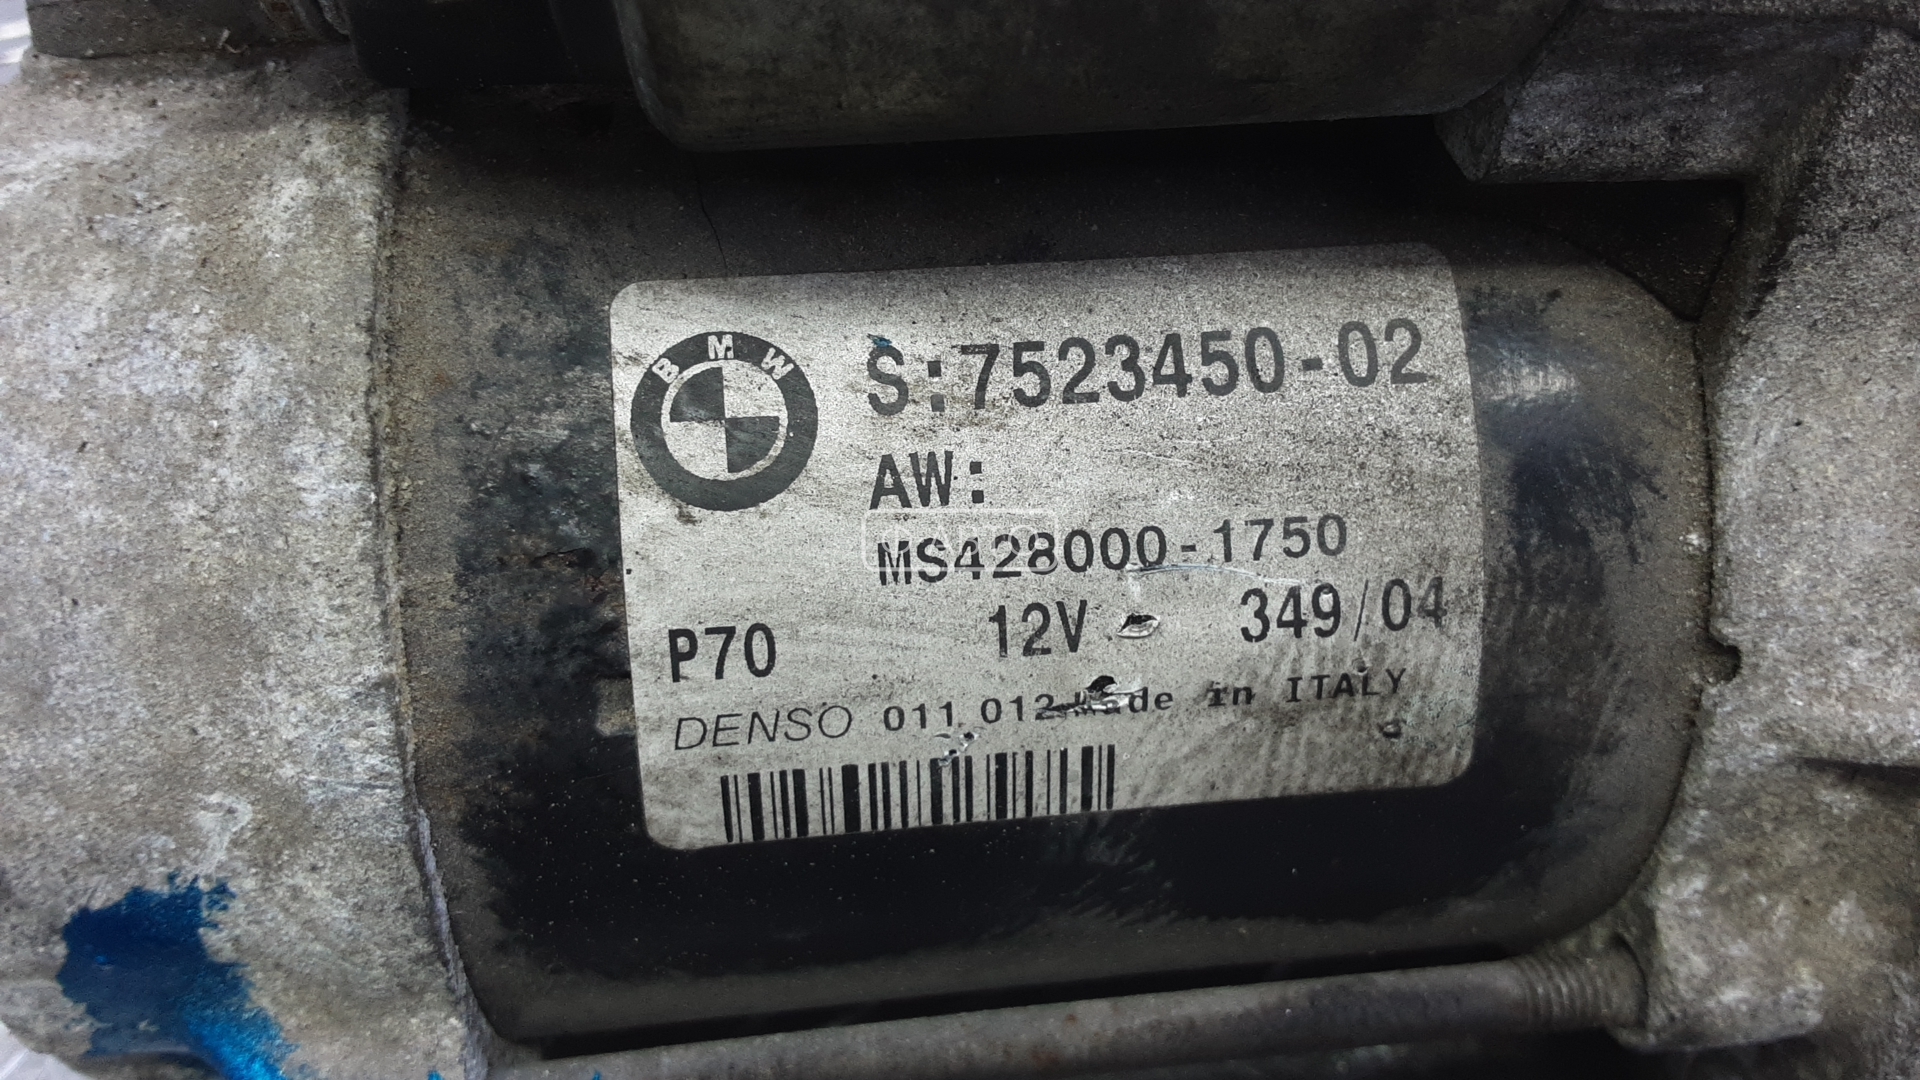 BMW S:7523450-02
AW:
MS428000-1750
P70 12V 349/04
DENSO 011 012 Made in ITALY